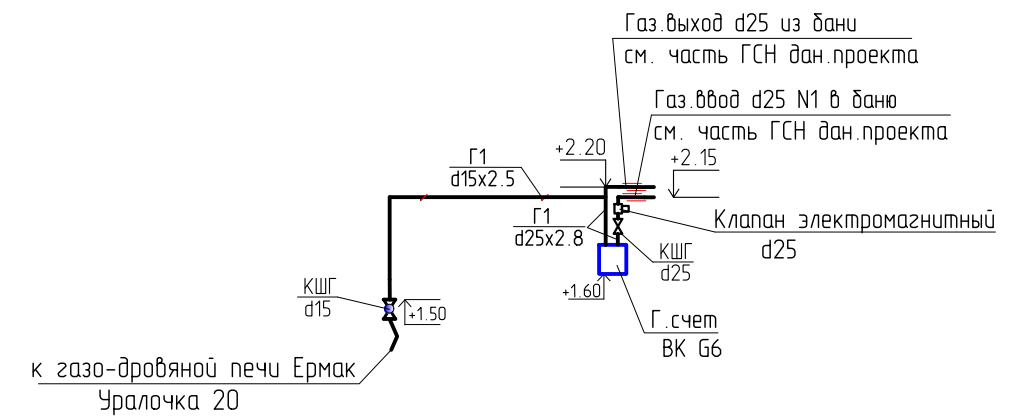 Газ.выход d25 из бани
см. часть ГСН дан.проекта
Газ.ввод d25 N1 в баню
см. часть ГСН дан.проекта
+2.20
+2.15
Г1
d15x2.5
Г1
d25x2.8
Клапан электромагнитный
d25
КШГ
d25
+1.60
КШГ
d15
+1.50
Г.счет
ВК G6
к газо-дровяной печи Ермак
Уралочка 20